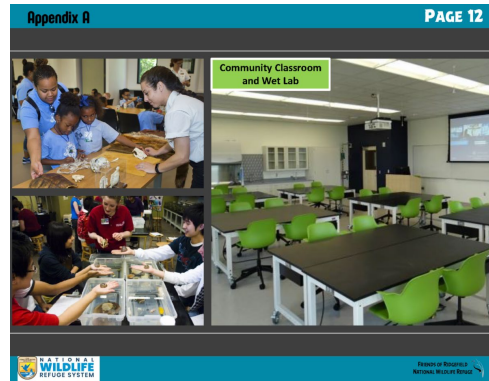 Appendix A
PAGE 12
Community Classroom
and Wet Lab
NATIONAL
WILDLIFE
REFUGE SYSTEM
FRIENDS OF RIDGEFIELD
NATIONAL WILDLIFE REFUGE